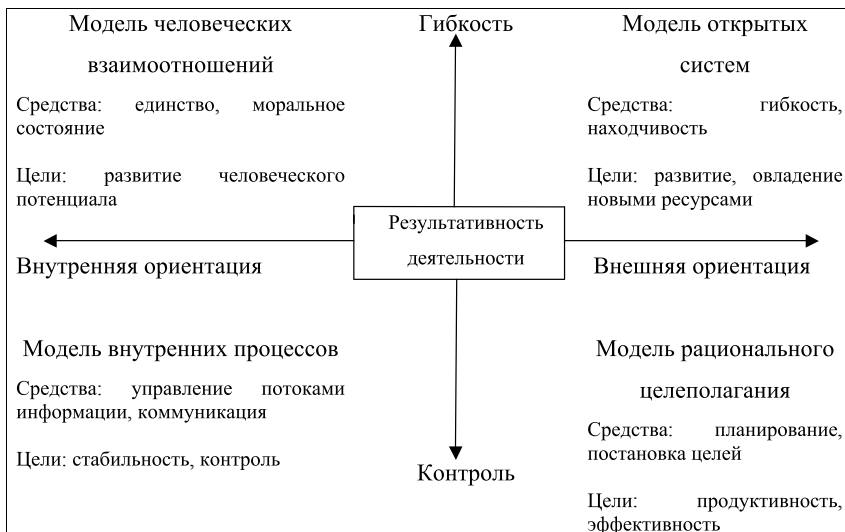 Модель человеческих
взаимоотношений
Средства: единство, моральное
состояние
Цели: развитие человеческого
потенциала
Гибкость
Модель открытых
систем
Средства: гибкость,
находчивость
Цели: развитие, овладение
новыми ресурсами
Результативность
деятельности
Внутренняя ориентация
Внешняя ориентация
Модель внутренних процессов
Средства: управление потоками
информации, коммуникация
Цели: стабильность, контроль
Контроль
Модель рационального
целеполагания
Средства: планирование,
постановка целей
Цели: продуктивность,
эффективность